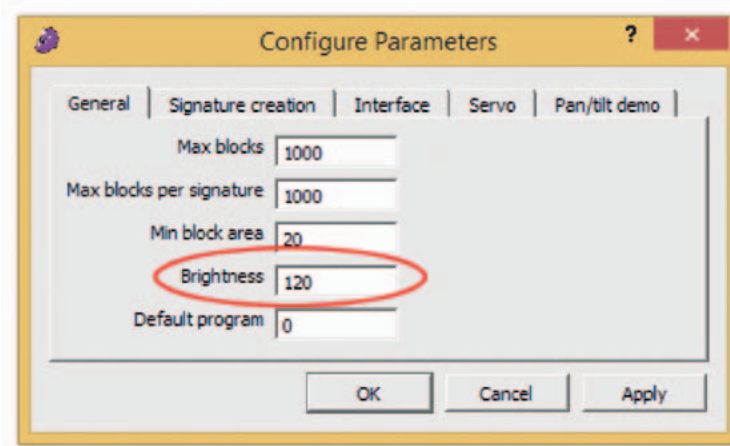 Configure Parameters ? ×
General Signature creation Interface Servo Pan/tilt demo
Max blocks 1000
Max blocks per signature 1000
Min block area 20
Brightness 120
Default program 0
OK Cancel Apply